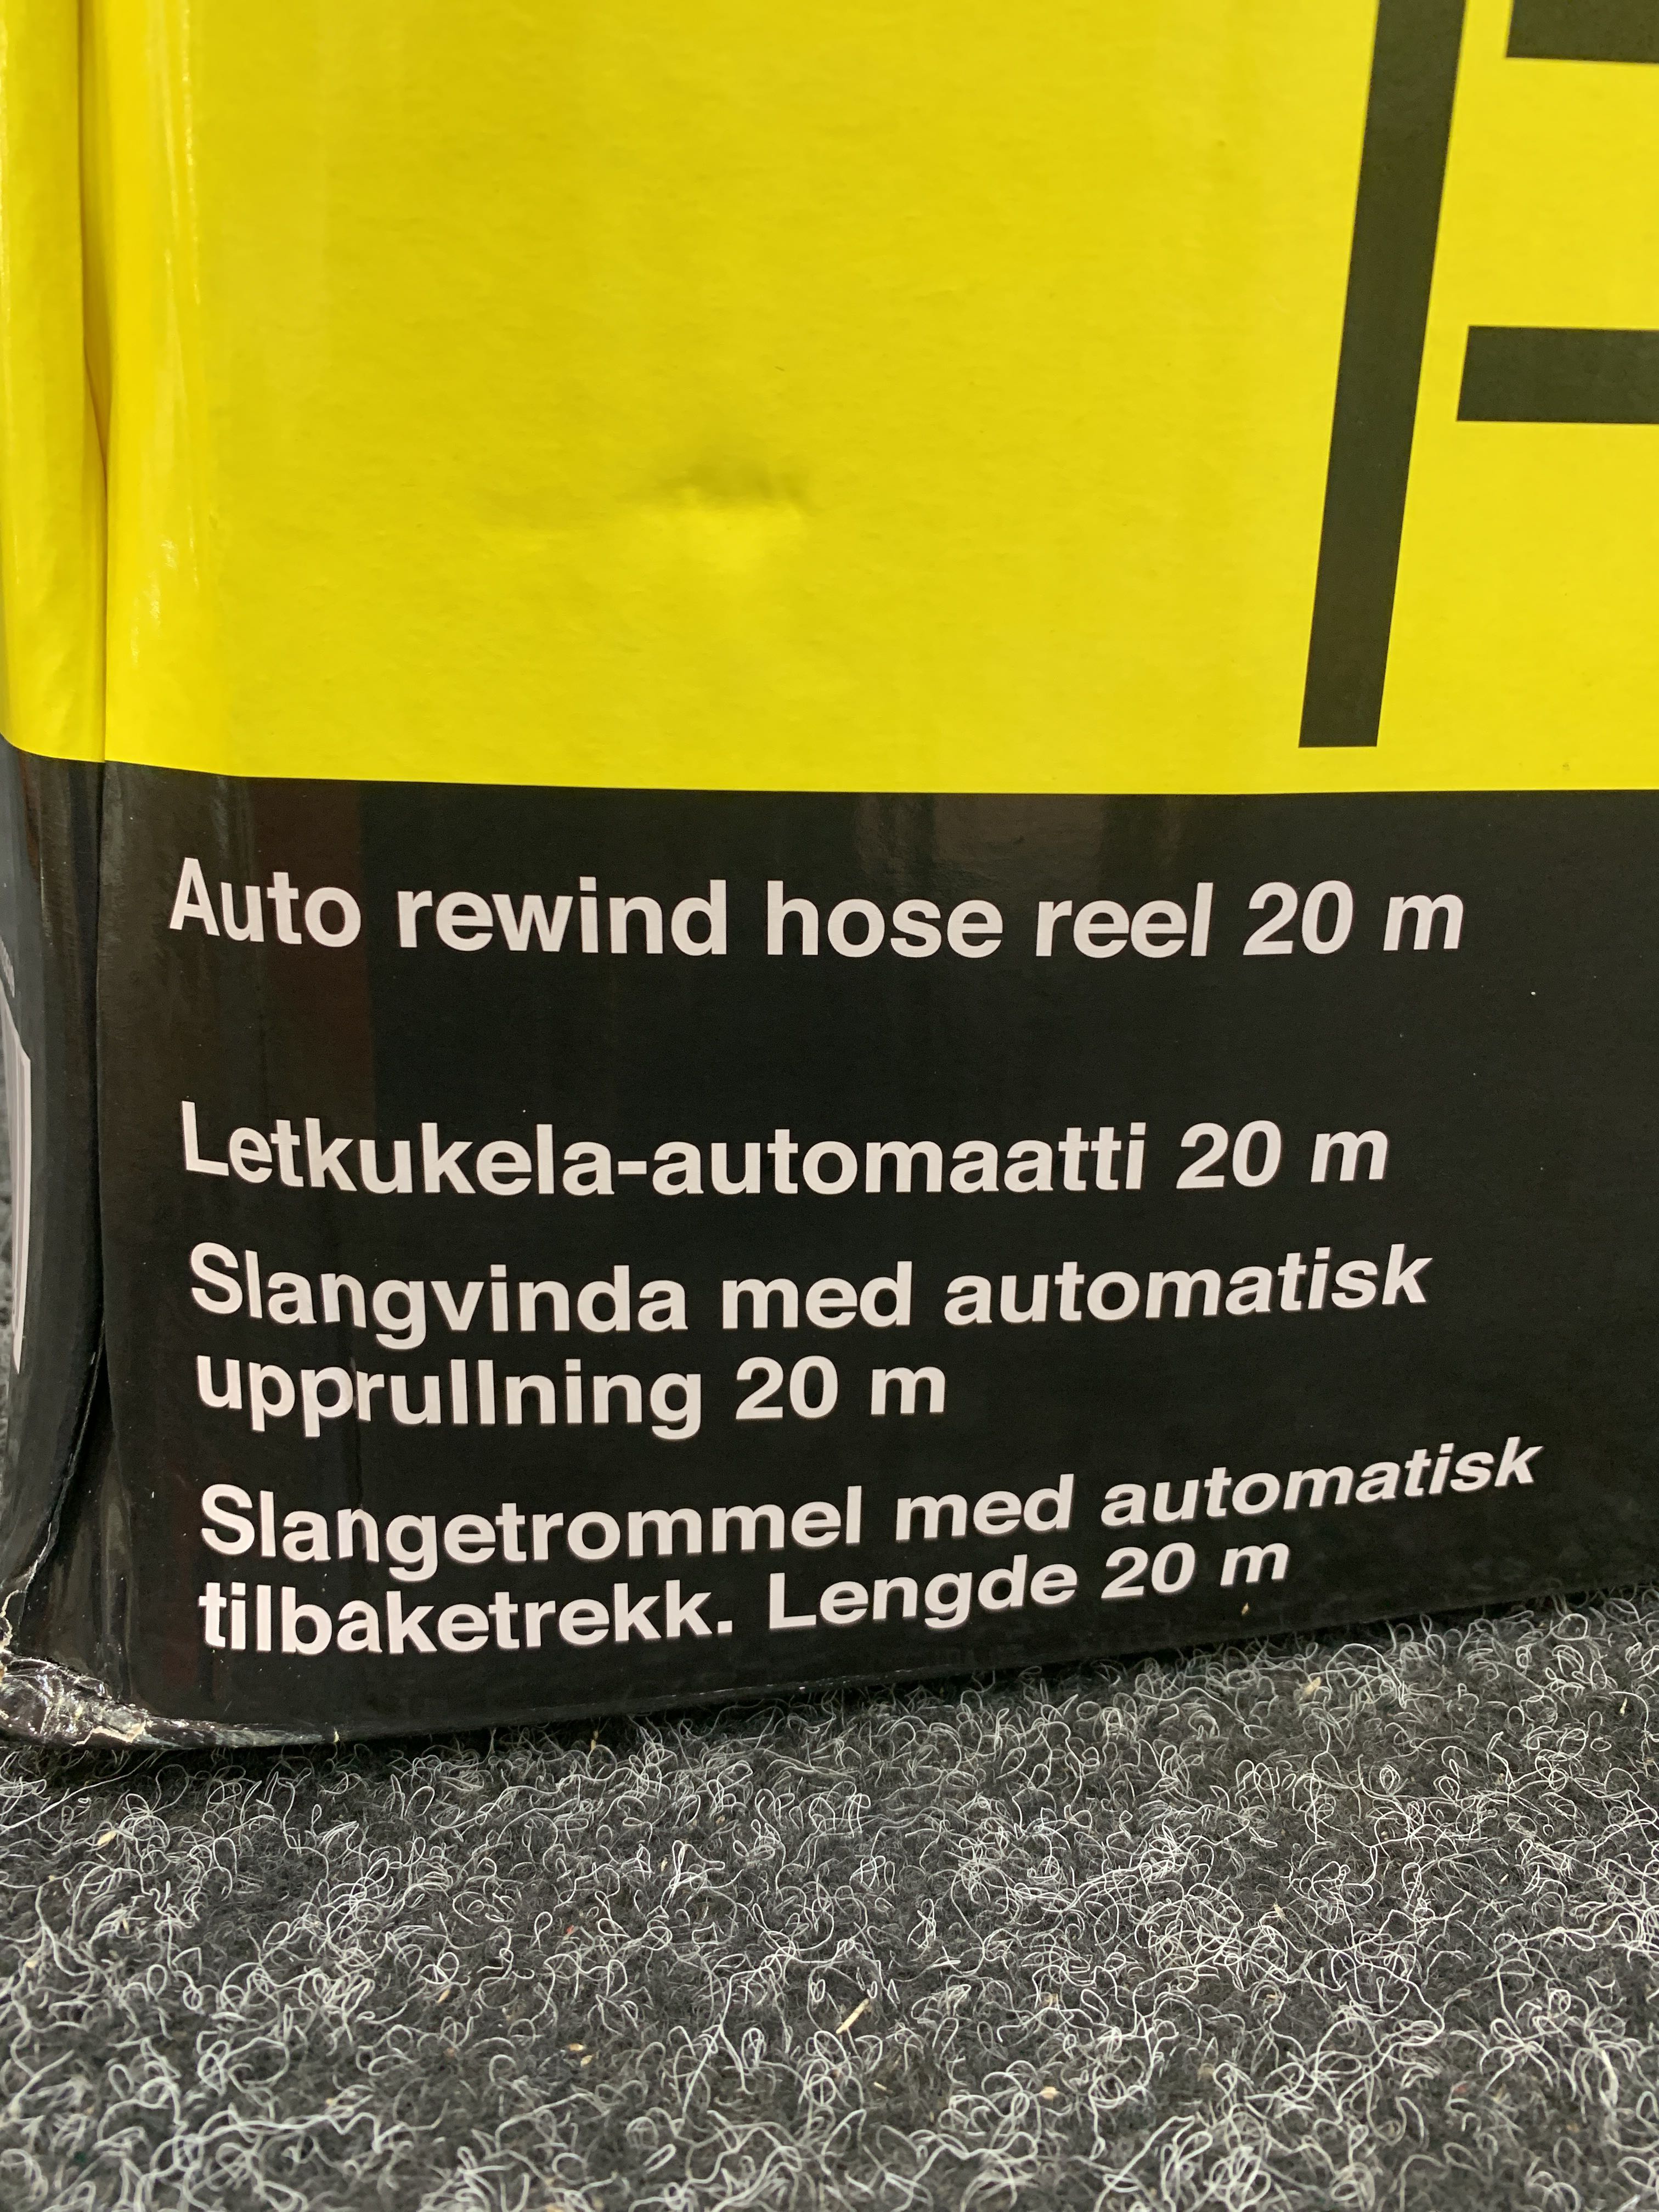 Auto rewind hose reel 20 m
Letkukela-automaatti 20 m
Slangvinda med automatisk
upprullning 20 m
Slangetrommel med automatisk
tilbaketrekk. Lengde 20 m